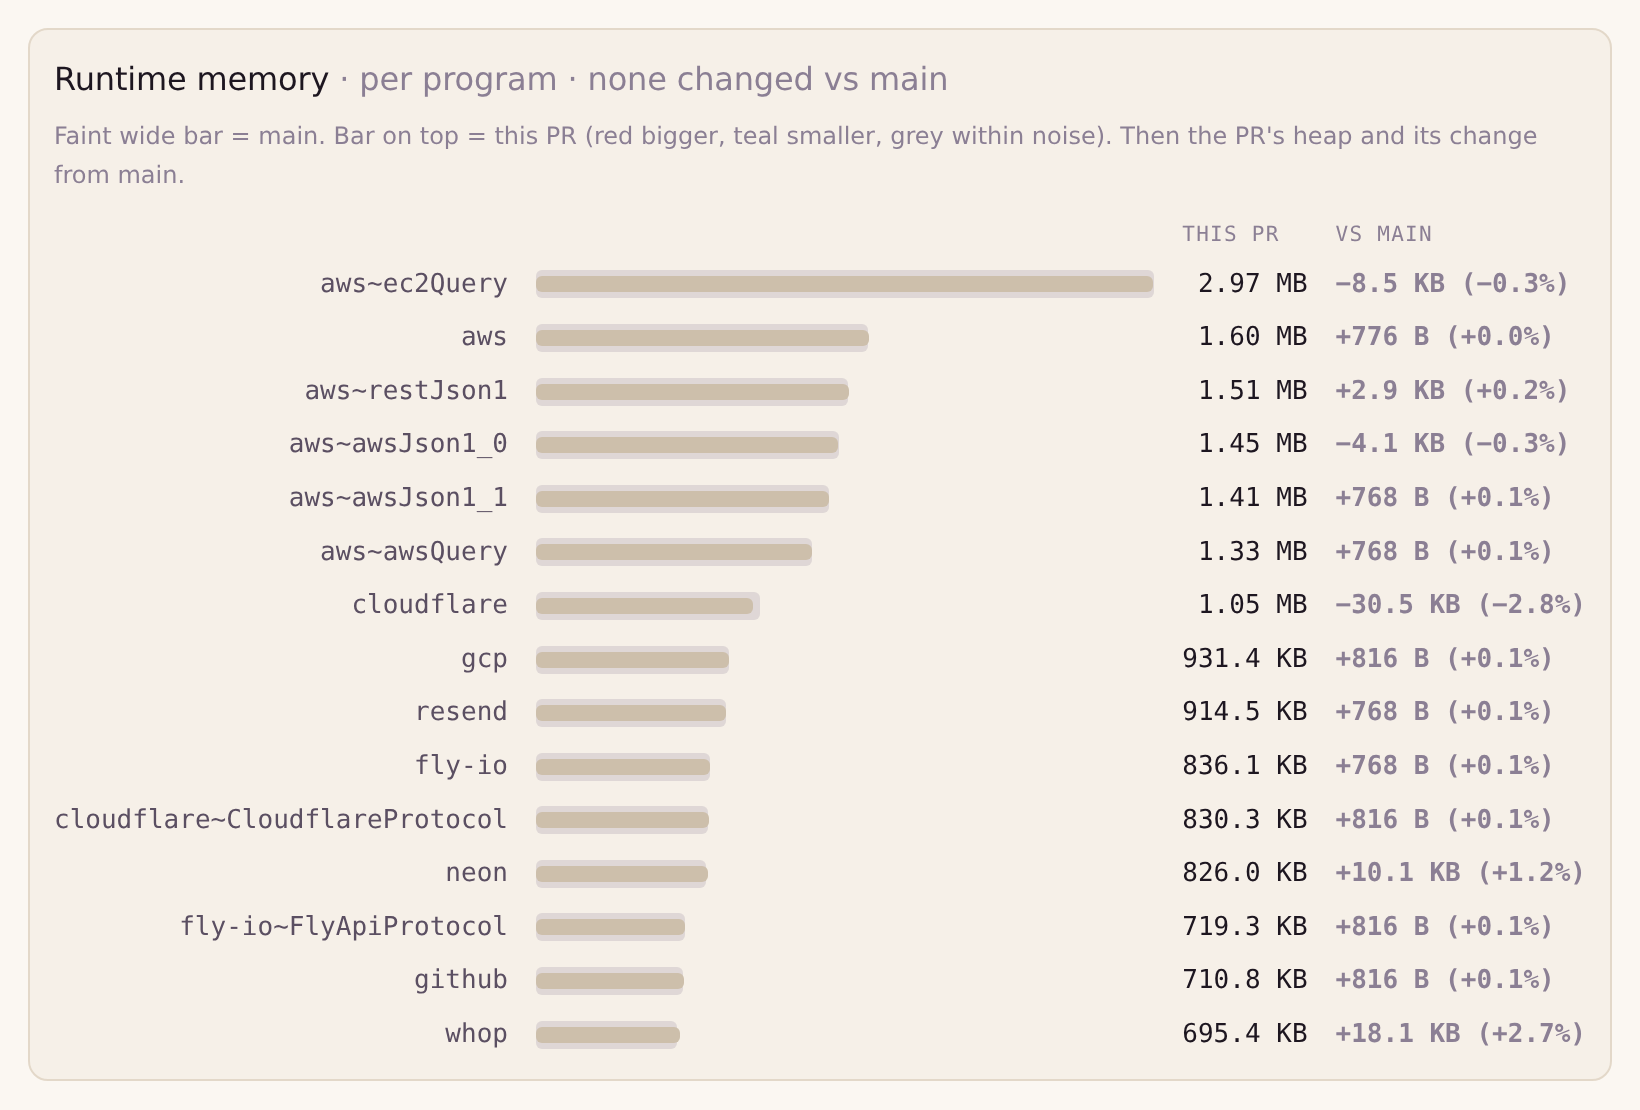 Runtime memory · per program · none changed vs main
Faint wide bar = main. Bar on top = this PR (red bigger, teal smaller, grey within noise). Then the PR's heap and its change
from main.
THIS PR VS MAIN
aws~ec2Query 2.97 MB −8.5 KB (−0.3%)
aws 1.60 MB +776 B (+0.0%)
aws~restJson1 1.51 MB +2.9 KB (+0.2%)
aws~awsJson1_0 1.45 MB −4.1 KB (−0.3%)
aws~awsJson1_1 1.41 MB +768 B (+0.1%)
aws~awsQuery 1.33 MB +768 B (+0.1%)
cloudflare 1.05 MB −30.5 KB (−2.8%)
gcp 931.4 KB +816 B (+0.1%)
resend 914.5 KB +768 B (+0.1%)
fly-io 836.1 KB +768 B (+0.1%)
cloudflare~CloudflareProtocol 830.3 KB +816 B (+0.1%)
neon 826.0 KB +10.1 KB (+1.2%)
fly-io~FlyApiProtocol 719.3 KB +816 B (+0.1%)
github 710.8 KB +816 B (+0.1%)
whop 695.4 KB +18.1 KB (+2.7%)